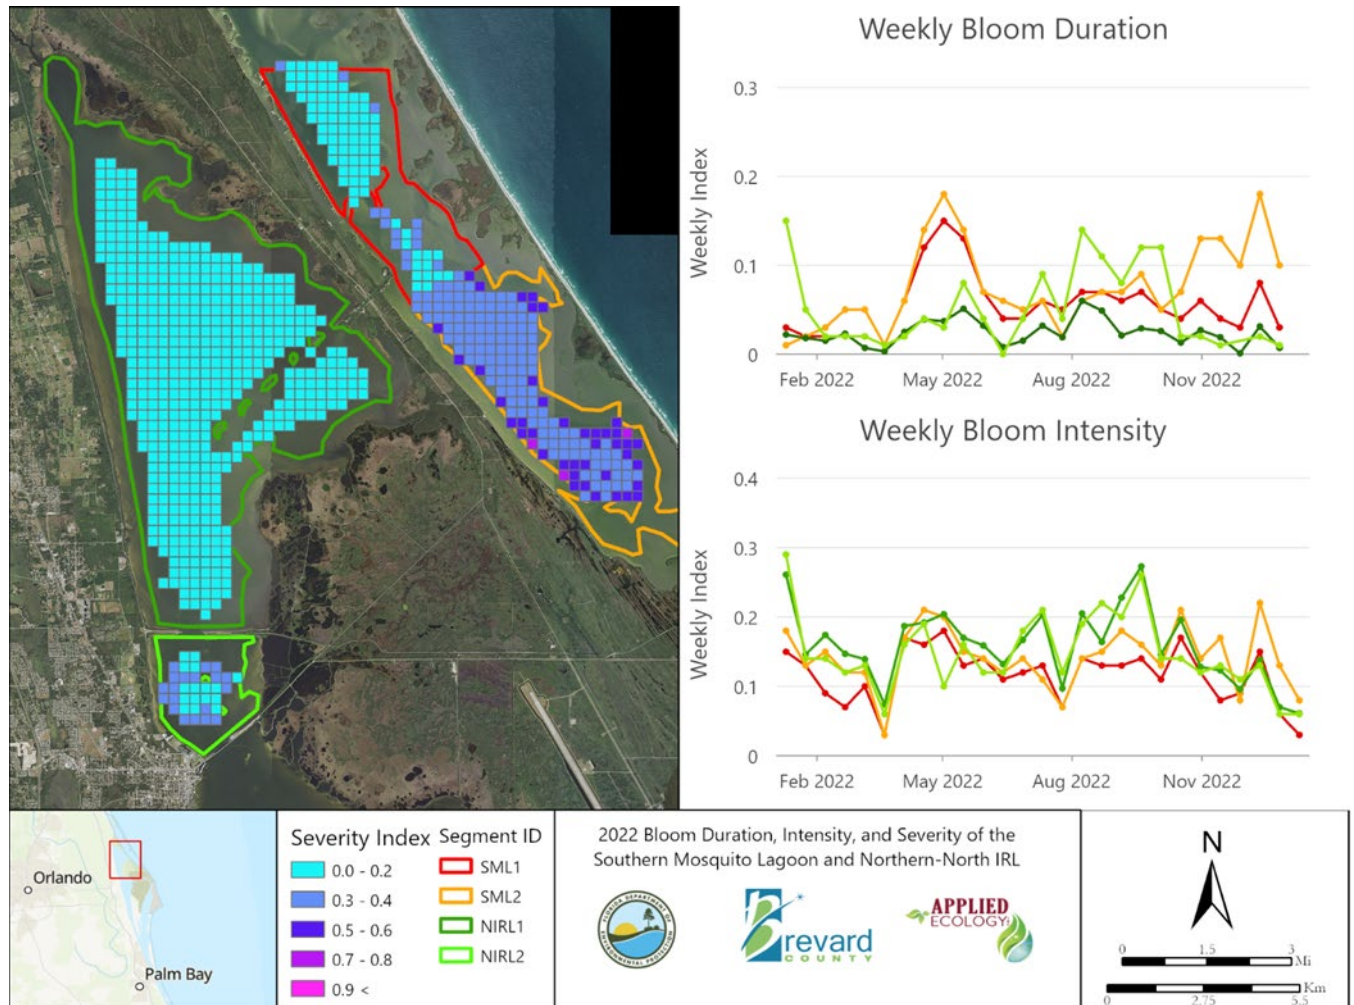 Weekly Bloom Duration
Weekly Index
0.3
0.2
0.1
0
Feb 2022
May 2022
Aug 2022
Nov 2022
Weekly Bloom Intensity
Weekly Index
0.4
0.3
0.2
0.1
0
Feb 2022
May 2022
Aug 2022
Nov 2022
Orlando
Palm Bay
Severity Index
0.0 - 0.2
0.3 - 0.4
0.5 - 0.6
0.7 - 0.8
0.9 <
Segment ID
SML1
SML2
NIRL1
NIRL2
2022 Bloom Duration, Intensity, and Severity of the
Southern Mosquito Lagoon and Northern-North IRL
FLORIDA DEPARTMENT OF
ENVIRONMENTAL PROTECTION
Brevard
COUNTY
APPLIED
ECOLOGY
N
0 1.5 3
Mi
Km
0 2.75 5.5